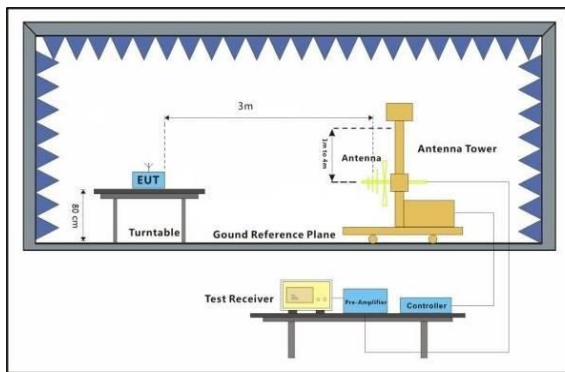 3m
1m to 4m
Antenna
Antenna Tower
EUT
80 cm
Turntable
Gound Reference Plane
Test Receiver
Pre-Amplifier
Controller